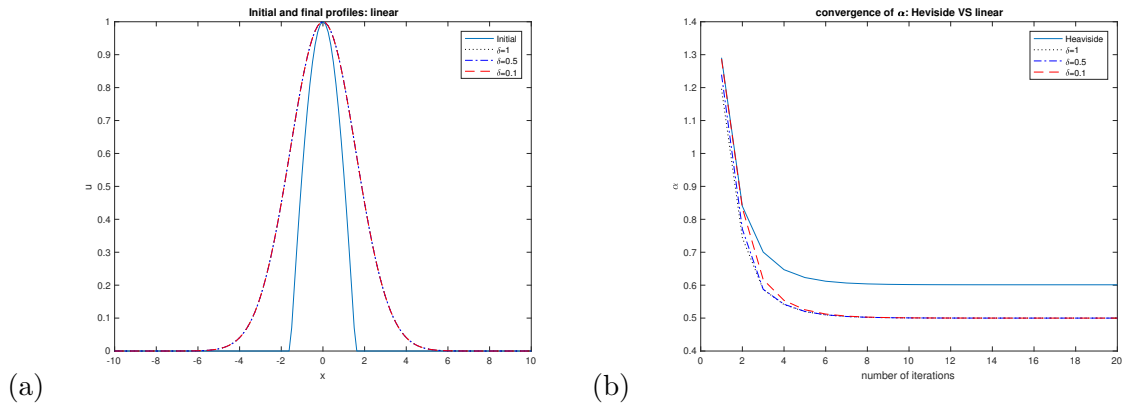 Initial and final profiles: linear
1
0.9
0.8
0.7
0.6
0.5
0.4
0.3
0.2
0.1
0
u
-10 -8 -6 -4 -2 0 2 4 6 8 10
x
Initial
δ=1
δ=0.5
δ=0.1
(a)
convergence of α: Heviside VS linear
1.4
1.3
1.2
1.1
1
0.9
0.8
0.7
0.6
0.5
0.4
α
0 2 4 6 8 10 12 14 16 18 20
number of iterations
Heaviside
δ=1
δ=0.5
δ=0.1
(b)